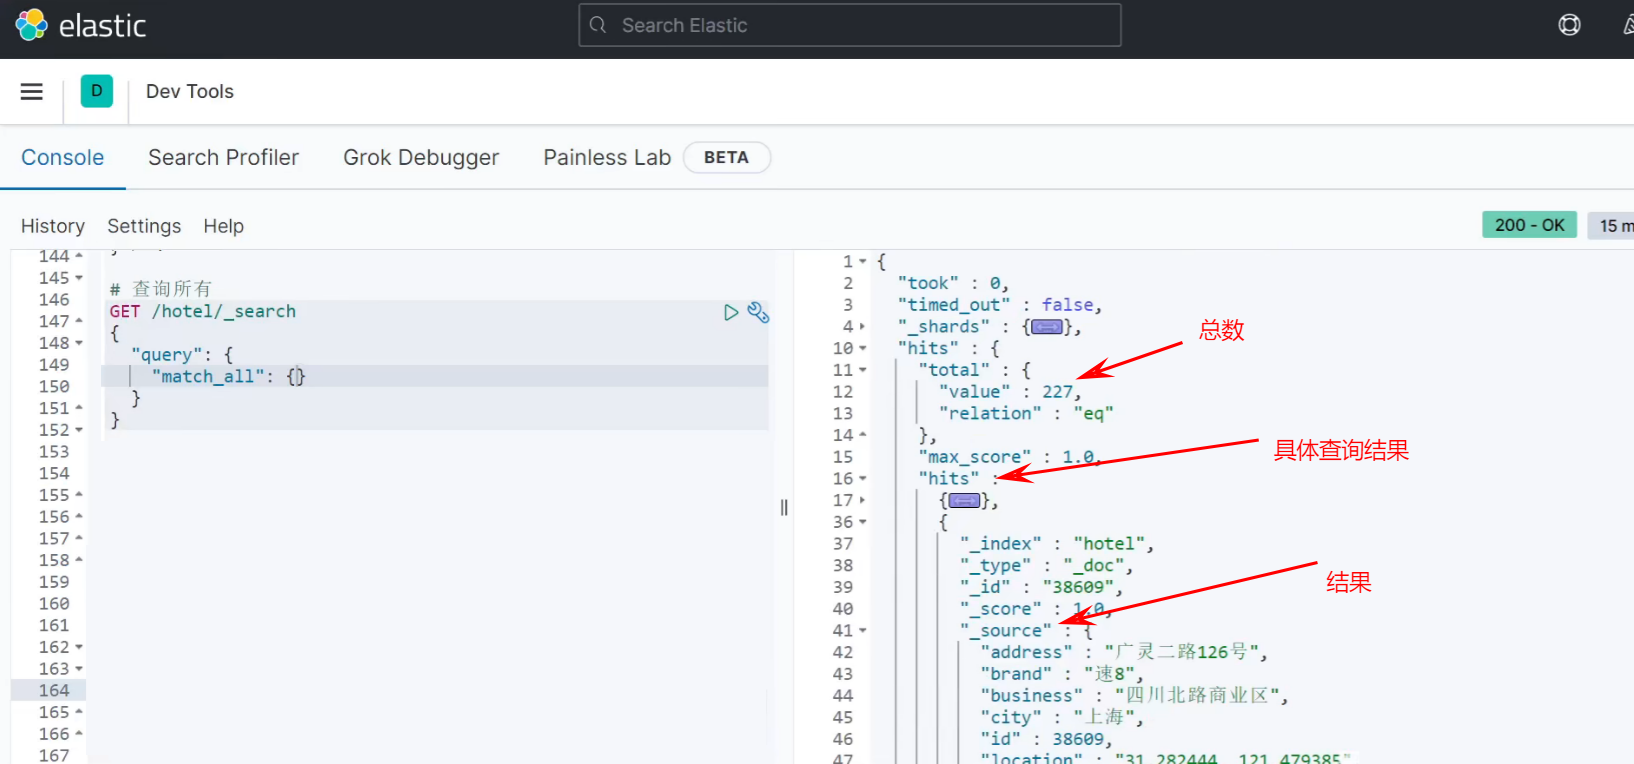 elastic
Search Elastic
D
Dev Tools
Console
Search Profiler
Grok Debugger
Painless Lab
BETA
History
Settings
Help
200 - OK
15 m
144
145
146
147
148
149
150
151
152
153
154
155
156
157
158
159
160
161
162
163
164
165
166
167
# 查询所有
GET /hotel/_search
{
"query": {
"match_all": {}
}
}
1 {
2 "took" : 0,
3 "timed_out" : false,
4 "_shards" : {},
10 "hits" : {
11 "total" : {
12 "value" : 227,
13 "relation" : "eq"
14 },
15 "max_score" : 1.0,
16 "hits" :
17 {},
36 {
37 "_index" : "hotel",
38 "_type" : "_doc",
39 "_id" : "38609",
40 "_score" : 1.0,
41 "_source" : {
42 "address" : "广灵二路126号",
43 "brand" : "速8",
44 "business" : "四川北路商业区",
45 "city" : "上海",
46 "id" : 38609,
47 "location" : "31.282444, 121.479385"
总数
具体查询结果
结果